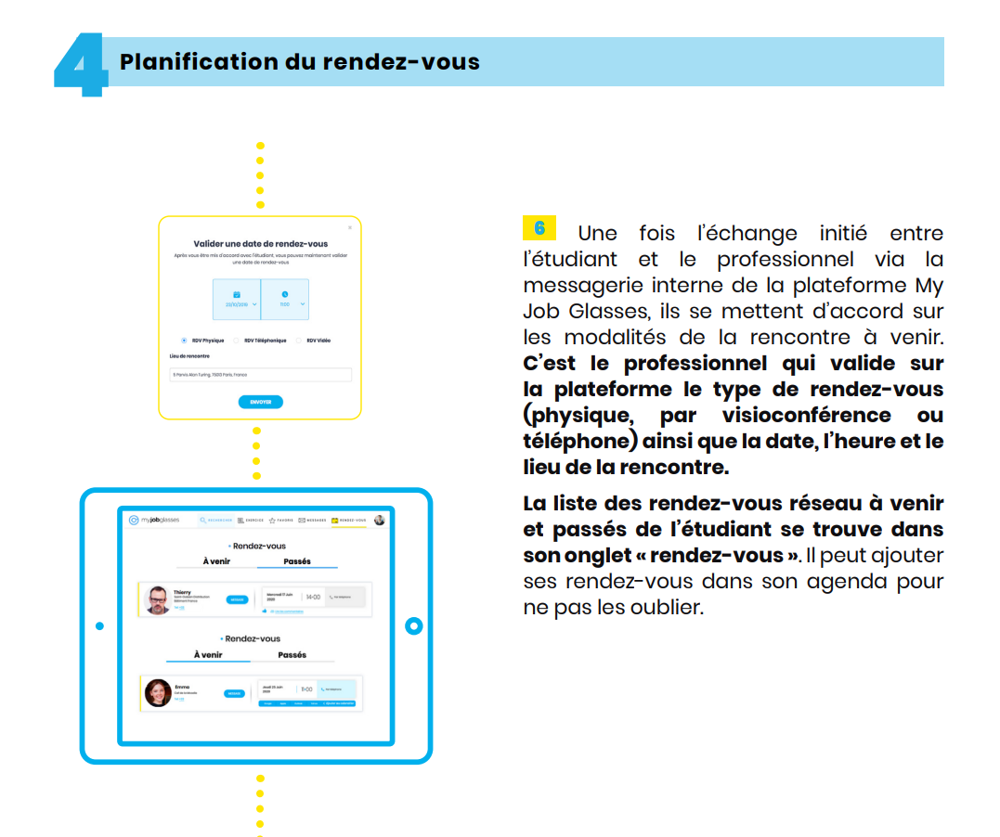 4 Planification du rendez-vous
Valider une date de rendez-vous
Après vous être mis d'accord avec l'étudiant, vous pouvez maintenant valider
une date de rendez-vous
23/10/2019 11:00
RDV Physique RDV Téléphonique RDV Vidéo
Lieu de rencontre
5 Parvis Alan Turing, 75013 Paris, France
ENVOYER
myjobglasses RECHERCHER EXERCICE FAVORIS MESSAGES RENDEZ-VOUS
Rendez-vous
À venir Passés
Thierry
Mercredi 17 Juin
2020
14:00
Par téléphone
MESSAGE
Rendez-vous
À venir Passés
Emma
Jeudi 25 Juin
2020
11:00
MESSAGE
6 Une fois l'échange initié entre
l'étudiant et le professionnel via la
messagerie interne de la plateforme My
Job Glasses, ils se mettent d'accord sur
les modalités de la rencontre à venir.
C'est le professionnel qui valide sur
la plateforme le type de rendez-vous
(physique, par visioconférence ou
téléphone) ainsi que la date, l'heure et le
lieu de la rencontre.
La liste des rendez-vous réseau à venir
et passés de l'étudiant se trouve dans
son onglet « rendez-vous ». Il peut ajouter
ses rendez-vous dans son agenda pour
ne pas les oublier.